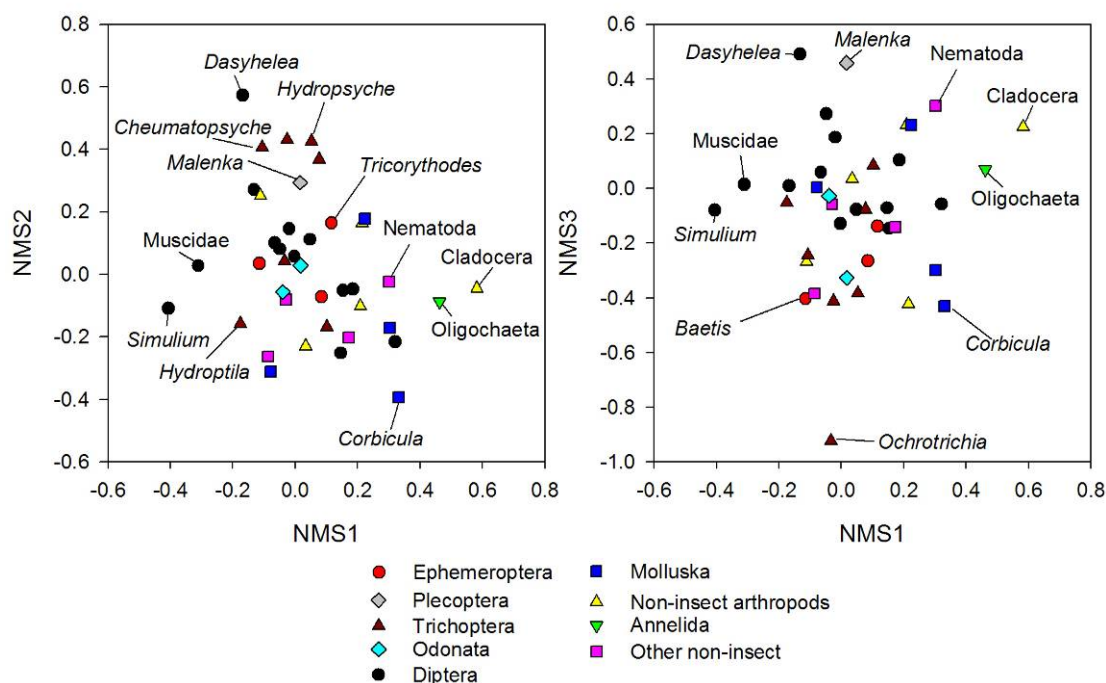 0.8
0.6
0.4
0.2
0.0
-0.2
-0.4
-0.6
NMS2
-0.6
-0.4
-0.2
0.0
0.2
0.4
0.6
0.8
NMS1
Dasyhelea
Hydropsyche
Cheumatopsyche
Malenka
Tricorythodes
Muscidae
Nematoda
Cladocera
Oligochaeta
Simulium
Hydroptila
Corbicula
0.6
0.4
0.2
0.0
-0.2
-0.4
-0.6
-0.8
-1.0
NMS3
-0.6
-0.4
-0.2
0.0
0.2
0.4
0.6
0.8
NMS1
Dasyhelea
Malenka
Nematoda
Cladocera
Muscidae
Oligochaeta
Simulium
Baetis
Corbicula
Ochrotrichia
Ephemeroptera
Plecoptera
Trichoptera
Odonata
Diptera
Molluska
Non-insect arthropods
Annelida
Other non-insect